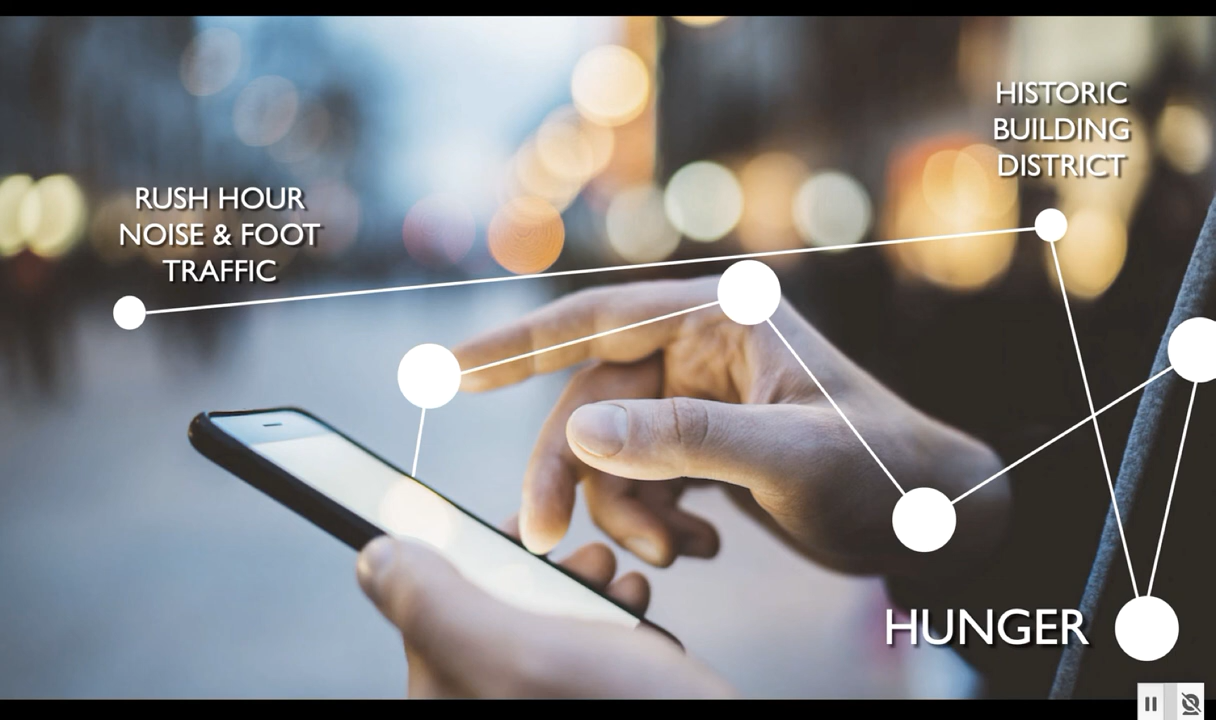 RUSH HOUR
NOISE & FOOT
TRAFFIC
HISTORIC
BUILDING
DISTRICT
HUNGER